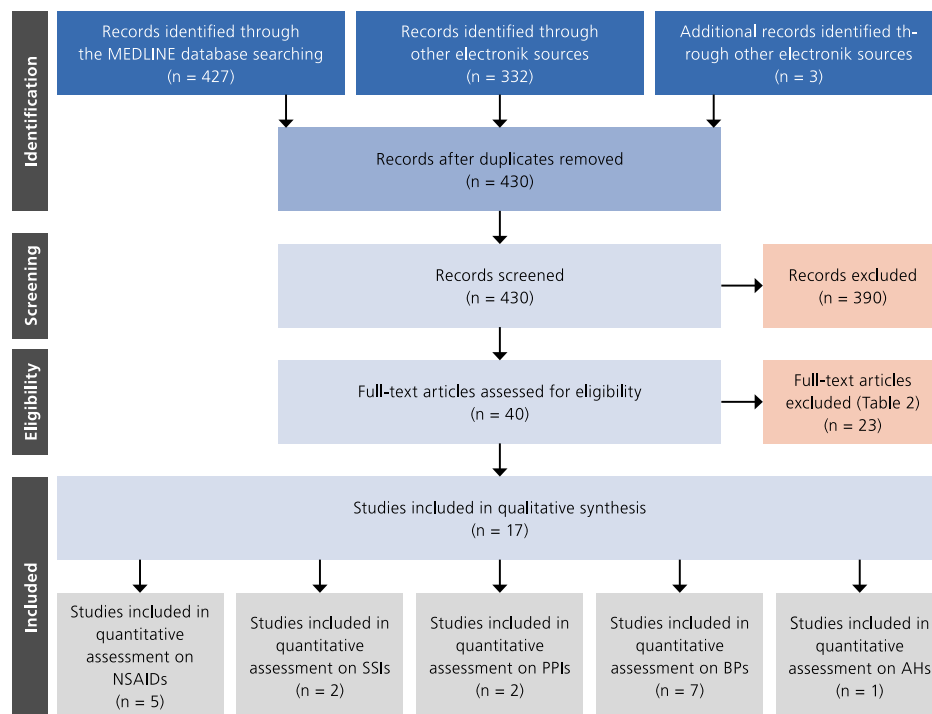 Identification
Records identified through
the MEDLINE database searching
(n = 427)
Records identified through
other electronik sources
(n = 332)
Additional records identified th-
rough other electronik sources
(n = 3)
Records after duplicates removed
(n = 430)
Screening
Records screened
(n = 430)
Records excluded
(n = 390)
Eligibility
Full-text articles assessed for eligibility
(n = 40)
Full-text articles
excluded (Table 2)
(n = 23)
Included
Studies included in qualitative synthesis
(n = 17)
Studies included in
quantitative
assessment on
NSAIDs
(n = 5)
Studies included in
quantitative
assessment on SSIs
(n = 2)
Studies included in
quantitative
assessment on PPIs
(n = 2)
Studies included in
quantitative
assessment on BPs
(n = 7)
Studies included in
quantitative
assessment on AHs
(n = 1)